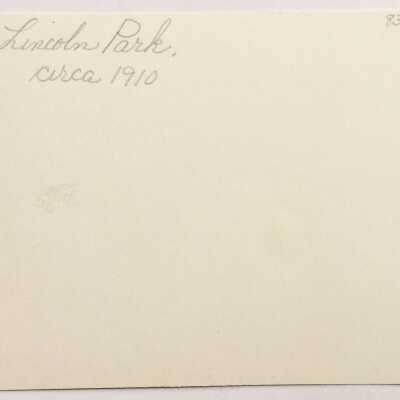 Lincoln Park,
circa 1910